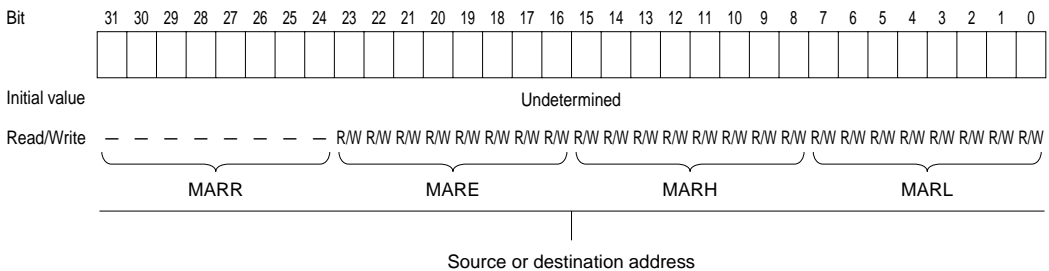 Bit 31 30 29 28 27 26 25 24 23 22 21 20 19 18 17 16 15 14 13 12 11 10 9 8 7 6 5 4 3 2 1 0
Initial value Undetermined
Read/Write — — — — — — — — R/W R/W R/W R/W R/W R/W R/W R/W R/W R/W R/W R/W R/W R/W R/W R/W R/W R/W R/W R/W R/W R/W R/W R/W
MARR MARE MARH MARL
Source or destination address